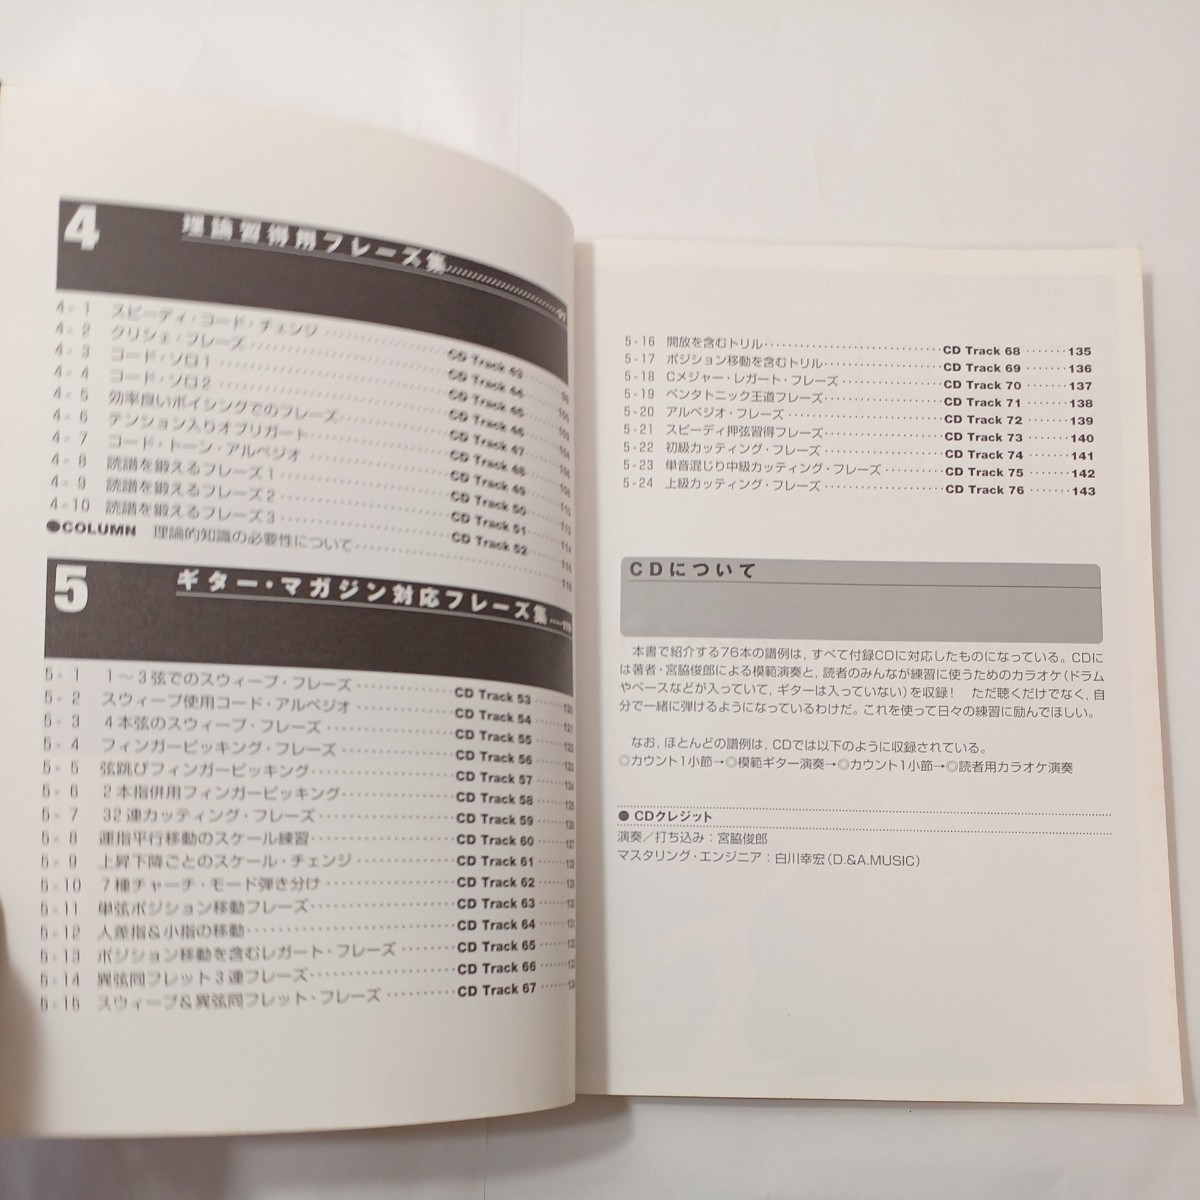 4 理論習得用フレーズ集
4-1 スピーディ・コード・チェンジ CD Track 43
4-2 クリシェ・フレーズ CD Track 44
4-3 コード・ソロ1 CD Track 45
4-4 コード・ソロ2 CD Track 46
4-5 効率良いボイシングでのフレーズ CD Track 47
4-6 テンション入りオブリガート CD Track 48
4-7 コード・トーン・アルペジオ CD Track 49
4-8 読譜を鍛えるフレーズ1 CD Track 50
4-9 読譜を鍛えるフレーズ2 CD Track 51
4-10 読譜を鍛えるフレーズ3 CD Track 52
●COLUMN 理論的知識の必要性について
5 ギター・マガジン対応フレーズ集
5-1 1〜3弦でのスウィープ・フレーズ CD Track 53
5-2 スウィープ使用コード・アルペジオ CD Track 54
5-3 4本弦のスウィープ・フレーズ CD Track 55
5-4 フィンガーピッキング・フレーズ CD Track 56
5-5 弦跳びフィンガーピッキング CD Track 57
5-6 2本指併用フィンガーピッキング CD Track 58
5-7 32連カッティング・フレーズ CD Track 59
5-8 運指平行移動のスケール練習 CD Track 60
5-9 上昇下降ごとのスケール・チェンジ CD Track 61
5-10 7種チャーチ・モード弾き分け CD Track 62
5-11 単弦ポジション移動フレーズ CD Track 63
5-12 人差指&小指の移動 CD Track 64
5-13 ポジション移動を含むレガート・フレーズ CD Track 65
5-14 異弦同フレット3連フレーズ CD Track 66
5-15 スウィープ&異弦同フレット・フレーズ CD Track 67
5-16 開放を含むトリル CD Track 68 135
5-17 ポジション移動を含むトリル CD Track 69 136
5-18 Cメジャー・レガート・フレーズ CD Track 70 137
5-19 ペンタトニック王道フレーズ CD Track 71 138
5-20 アルペジオ・フレーズ CD Track 72 139
5-21 スピーディ押弦習得フレーズ CD Track 73 140
5-22 初級カッティング・フレーズ CD Track 74 141
5-23 単音混じり中級カッティング・フレーズ CD Track 75 142
5-24 上級カッティング・フレーズ CD Track 76 143
CDについて
本書で紹介する76本の譜例は，すべて付録CDに対応したものになっている。CDに
は著者・宮脇俊郎による模範演奏と，読者のみんなが練習に使うためのカラオケ（ドラム
やベースなどが入っていて，ギターは入っていない）を収録！ ただ聴くだけでなく，自
分で一緒に弾けるようになっているわけだ。これを使って日々の練習に励んでほしい。
なお，ほとんどの譜例は，CDでは以下のように収録されている。
◎カウント1小節→◎模範ギター演奏→◎カウント1小節→◎読者用カラオケ演奏
●CDクレジット
演奏／打ち込み：宮脇俊郎
マスタリング・エンジニア：白川幸宏（D.&A.MUSIC）